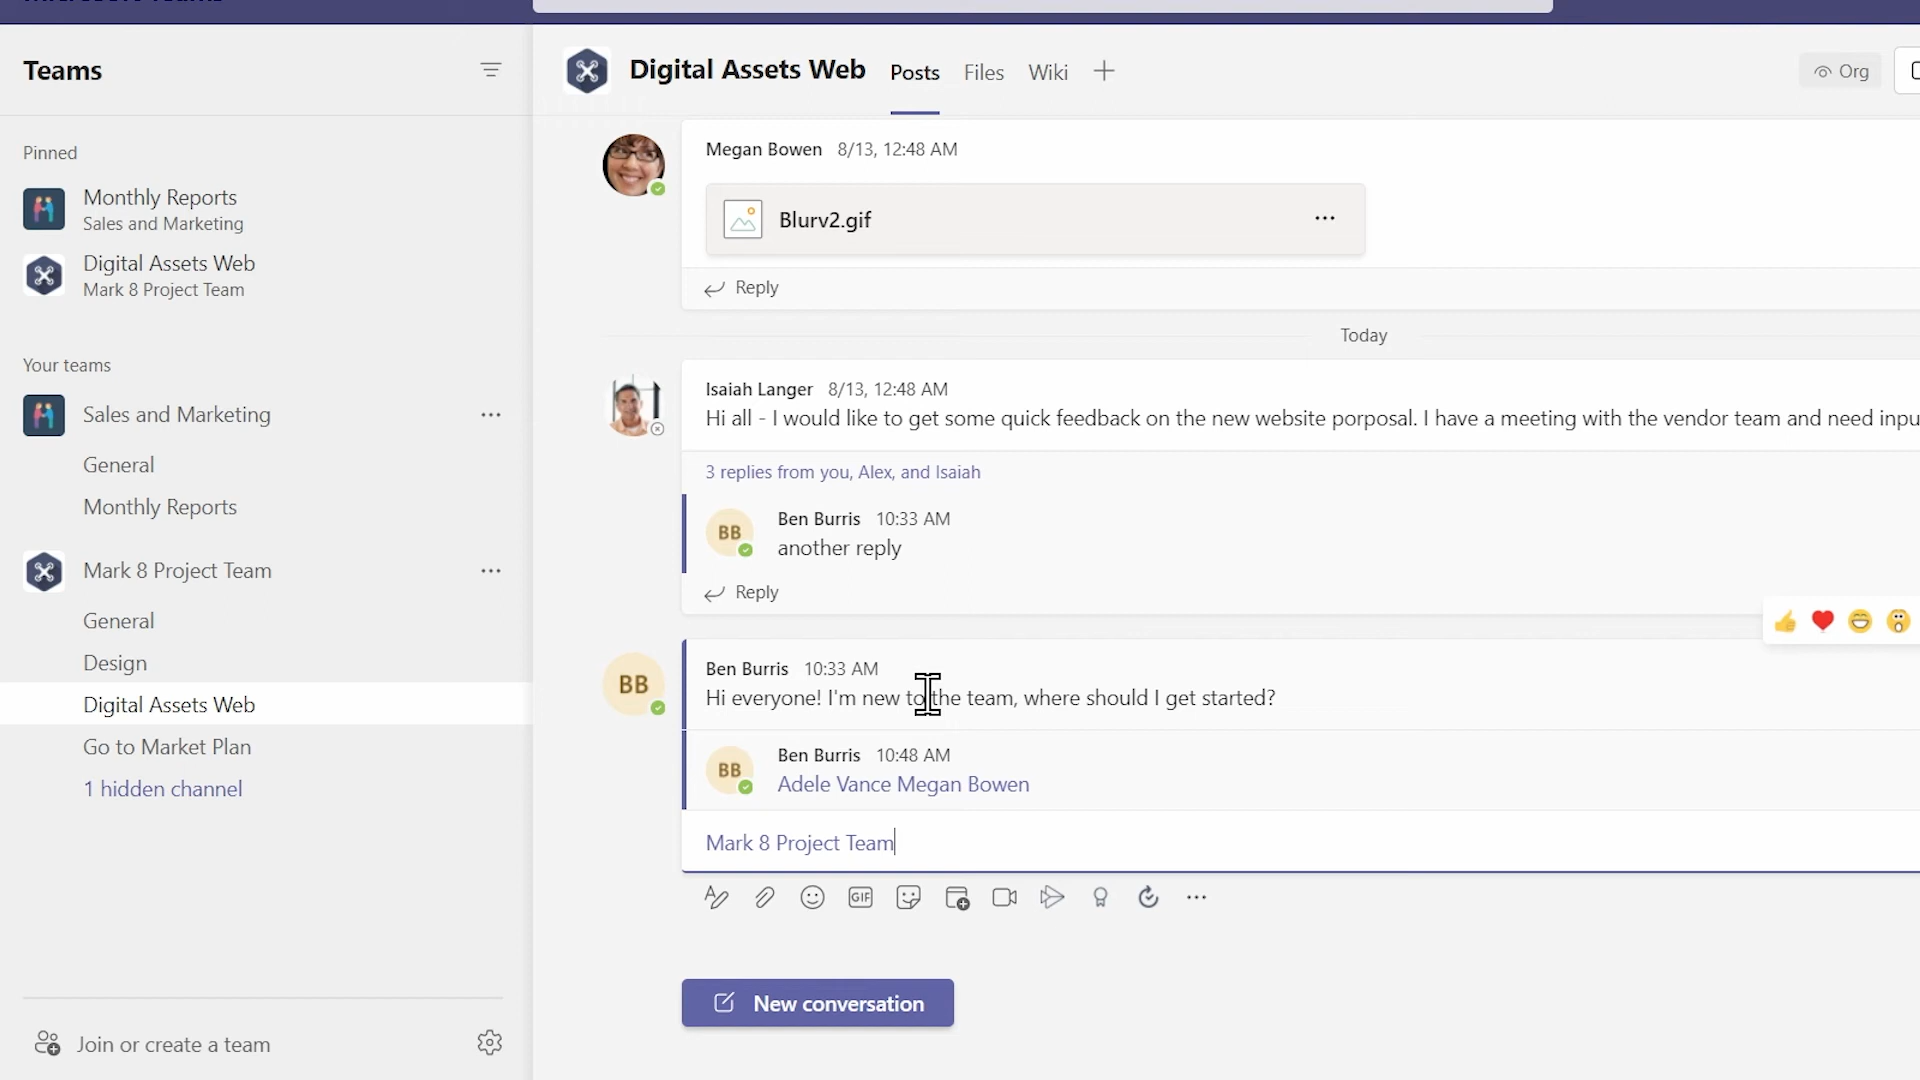 Teams
Pinned
Monthly Reports
Sales and Marketing
Digital Assets Web
Mark 8 Project Team
Your teams
Sales and Marketing
General
Monthly Reports
Mark 8 Project Team
General
Design
Digital Assets Web
Go to Market Plan
1 hidden channel
Join or create a team
Digital Assets Web Posts Files Wiki
Org
Megan Bowen 8/13, 12:48 AM
Blurv2.gif
Reply
Today
Isaiah Langer 8/13, 12:48 AM
Hi all - I would like to get some quick feedback on the new website porposal. I have a meeting with the vendor team and need inpu
3 replies from you, Alex, and Isaiah
BB
Ben Burris 10:33 AM
another reply
Reply
BB
Ben Burris 10:33 AM
Hi everyone! I'm new to the team, where should I get started?
BB
Ben Burris 10:48 AM
Adele Vance Megan Bowen
Mark 8 Project Team
GIF
New conversation